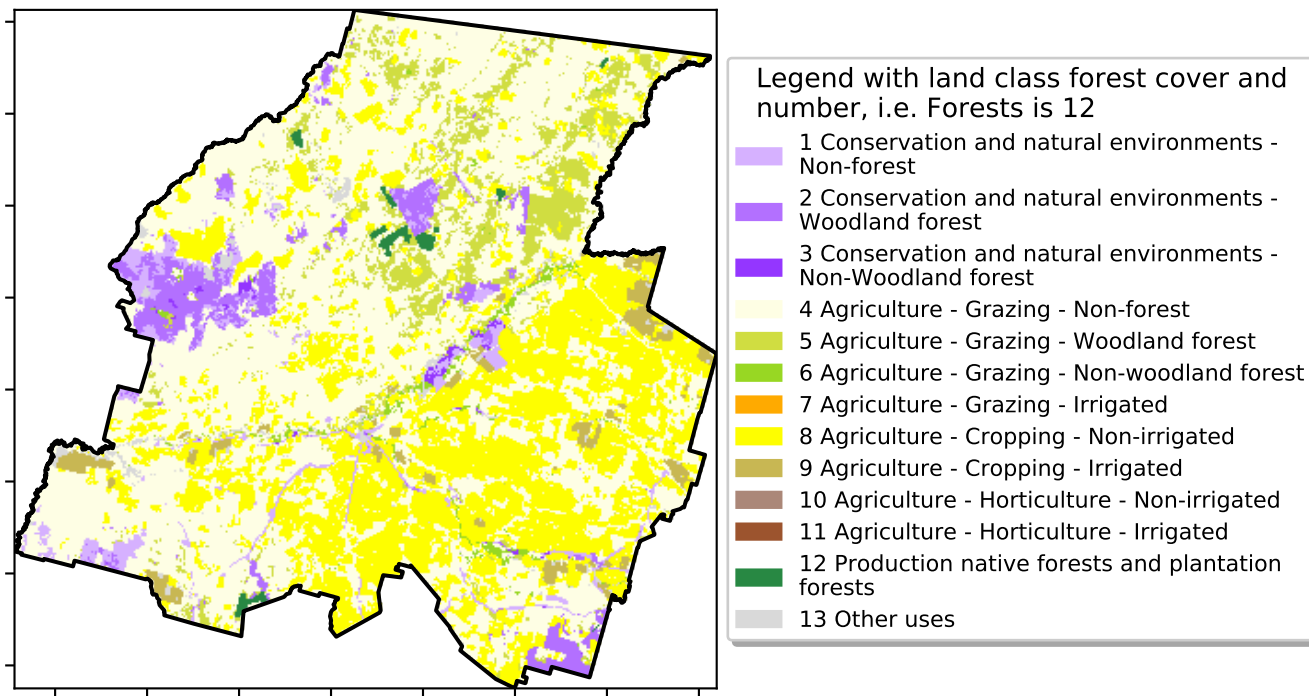 Legend with land class forest cover and
number, i.e. Forests is 12
1 Conservation and natural environments -
Non-forest
2 Conservation and natural environments -
Woodland forest
3 Conservation and natural environments -
Non-Woodland forest
4 Agriculture - Grazing - Non-forest
5 Agriculture - Grazing - Woodland forest
6 Agriculture - Grazing - Non-woodland forest
7 Agriculture - Grazing - Irrigated
8 Agriculture - Cropping - Non-irrigated
9 Agriculture - Cropping - Irrigated
10 Agriculture - Horticulture - Non-irrigated
11 Agriculture - Horticulture - Irrigated
12 Production native forests and plantation
forests
13 Other uses